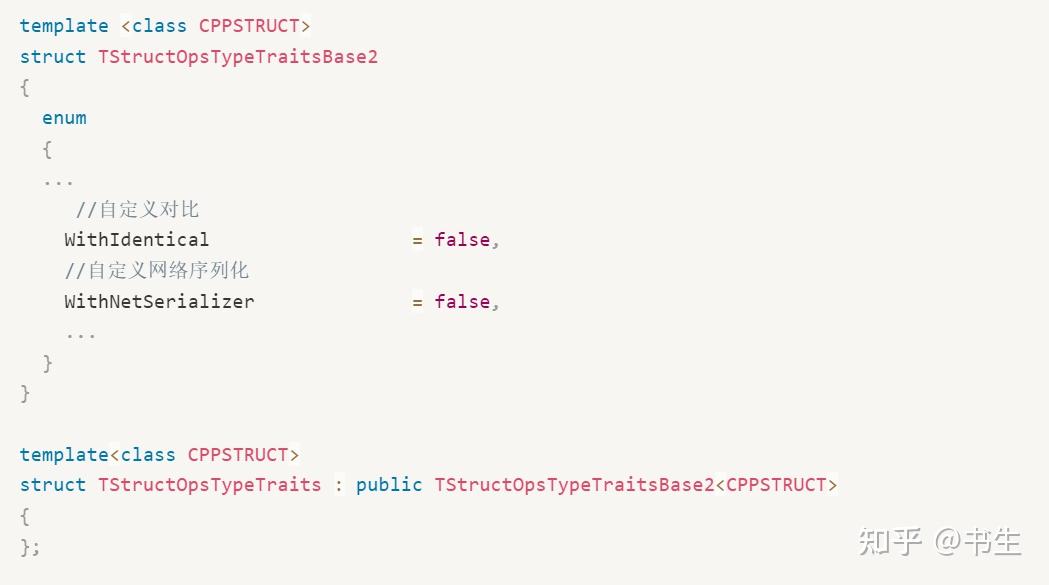 template <class CPPSTRUCT>
struct TStructOpsTypeTraitsBase2
{
  enum
  {
  ...
     //自定义对比
    WithIdentical                  = false,
    //自定义网络序列化
    WithNetSerializer              = false,
    ...
  }
}

template<class CPPSTRUCT>
struct TStructOpsTypeTraits : public TStructOpsTypeTraitsBase2<CPPSTRUCT>
{
};
知乎 @书生